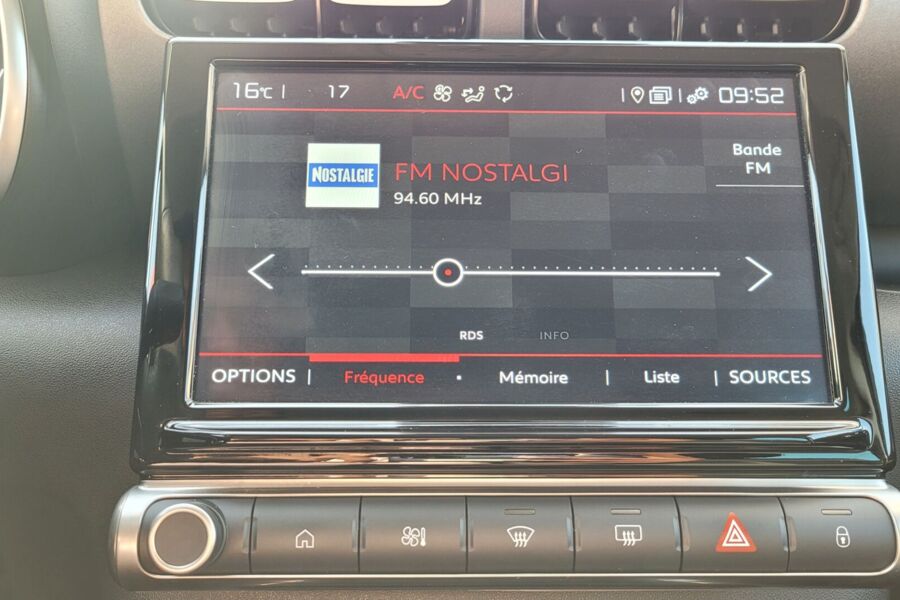 16°C | 17 A/C | | 09:52
NOSTALGIE
FM NOSTALGI
94.60 MHz
Bande
FM
RDS INFO
OPTIONS | Fréquence · Mémoire | Liste | SOURCES